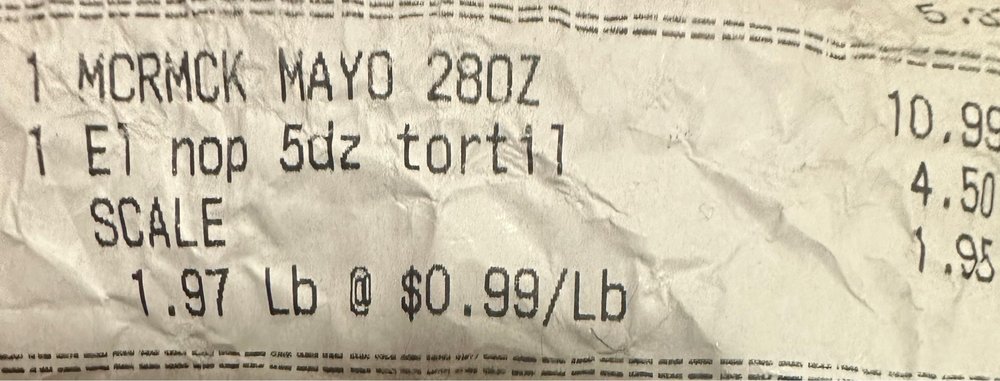 1 MCRMCK MAYO 28OZ 10.99
1 El nop 5dz tortil 4.50
SCALE 1.95
1.97 Lb @ $0.99/Lb